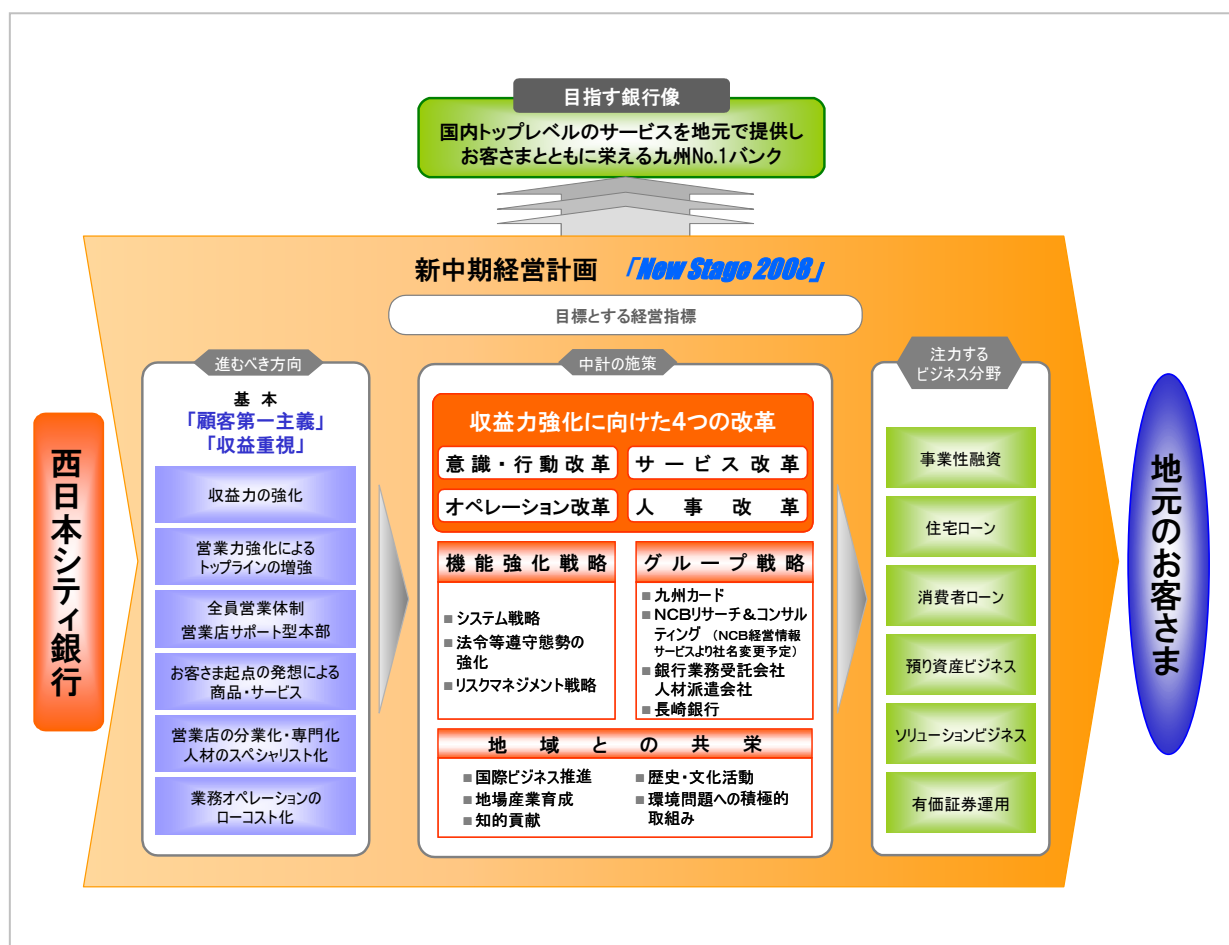 目指す銀行像
国内トップレベルのサービスを地元で提供し
お客さまとともに栄える九州No.1バンク
新中期経営計画 「New Stage 2008」
目標とする経営指標
西日本シティ銀行
進むべき方向
基 本
「顧客第一主義」
「収益重視」
収益力の強化
営業力強化による
トップラインの増強
全員営業体制
営業店サポート型本部
お客さま起点の発想による
商品・サービス
営業店の分業化・専門化
人材のスペシャリスト化
業務オペレーションの
ローコスト化
中計の施策
収益力強化に向けた4つの改革
意識・行動改革
サービス改革
オペレーション改革
人事改革
機能強化戦略
■システム戦略
■法令等遵守態勢の
強化
■リスクマネジメント戦略
グループ戦略
■九州カード
■NCBリサーチ&コンサル
ティング (NCB経営情報
サービスより社名変更予定)
■銀行業務受託会社
人材派遣会社
■長崎銀行
地域との共栄
■国際ビジネス推進
■地場産業育成
■知的貢献
■歴史・文化活動
■環境問題への積極的
取組み
注力する
ビジネス分野
事業性融資
住宅ローン
消費者ローン
預り資産ビジネス
ソリューションビジネス
有価証券運用
地元のお客さま